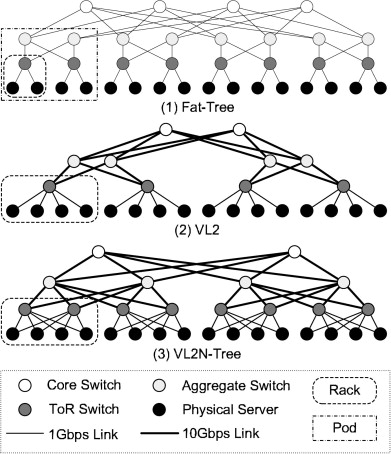 (1) Fat-Tree
(2) VL2
(3) VL2N-Tree
Core Switch
Aggregate Switch
Rack
ToR Switch
Physical Server
1Gbps Link
10Gbps Link
Pod